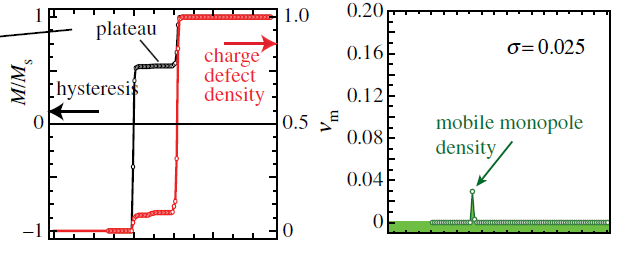 1
plateau
1.0
charge
defect
density
hysteresis
M/Mₛ
0
0.5
−1
0
0.20
σ = 0.025
0.16
0.12
νₘ
mobile monopole
density
0.08
0.04
0